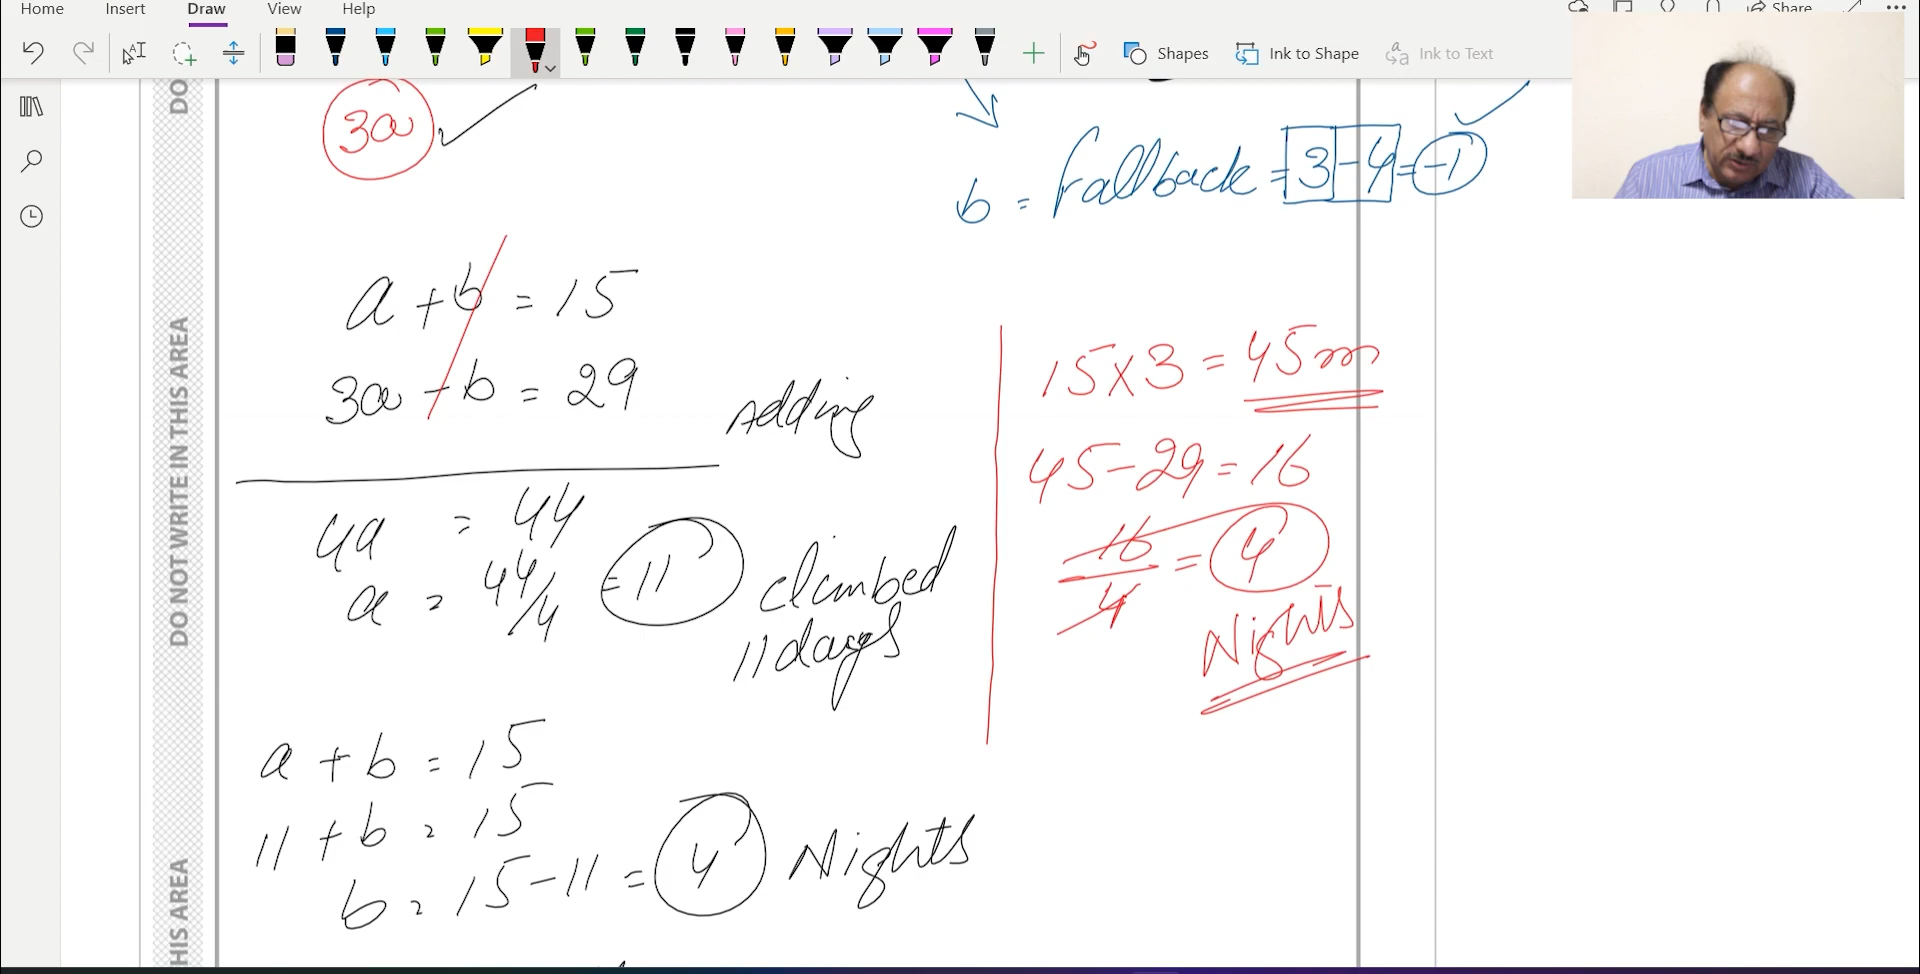 Home Insert Draw View Help
Share
Shapes Ink to Shape Ink to Text
DO
3a
b = fallback = 3 - 4 = -1
DO NOT WRITE IN THIS AREA
a + b = 15
3a - b = 29
Adding
4a = 44
a = 44/4 = 11 climbed
11 days
15 x 3 = 45m
45 - 29 = 16
16/4 = 4
Nights
a + b = 15
11 + b = 15
b = 15 - 11 = 4 Nights
HIS AREA